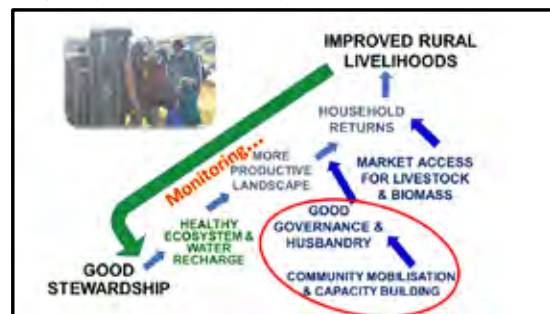 IMPROVED RURAL
LIVELIHOODS
HOUSEHOLD
RETURNS
Monitoring...
MORE
PRODUCTIVE
LANDSCAPE
MARKET ACCESS
FOR LIVESTOCK
& BIOMASS
HEALTHY
ECOSYSTEM &
WATER
RECHARGE
GOOD
GOVERNANCE &
HUSBANDRY
GOOD
STEWARDSHIP
COMMUNITY MOBILISATION
& CAPACITY BUILDING